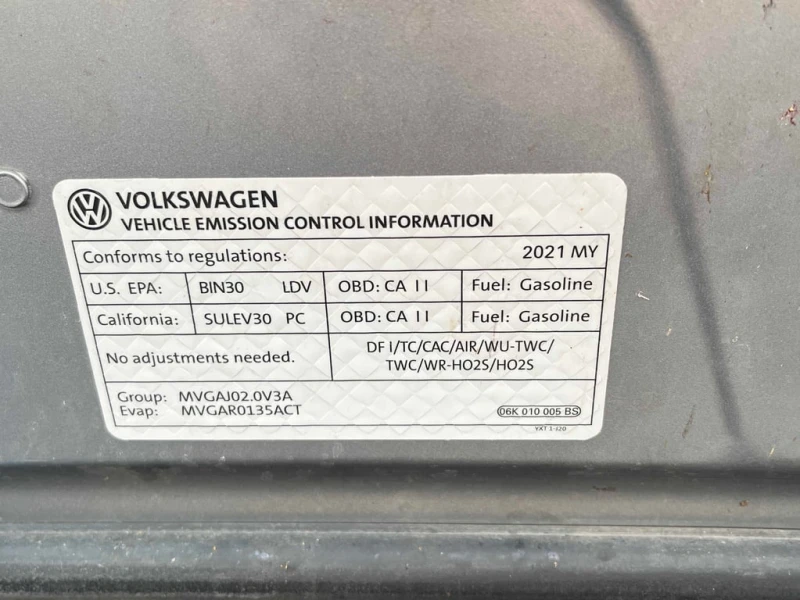 VOLKSWAGEN
VEHICLE EMISSION CONTROL INFORMATION
Conforms to regulations: 2021 MY
U.S. EPA: BIN30 LDV OBD: CA II Fuel: Gasoline
California: SULEV30 PC OBD: CA II Fuel: Gasoline
No adjustments needed.
DFI/TC/CAC/AIR/WU-TWC/
TWC/WR-HO2S/HO2S
Group: MVGAJ02.0V3A
Evap: MVGAR0135ACT
06K 010 005 BS